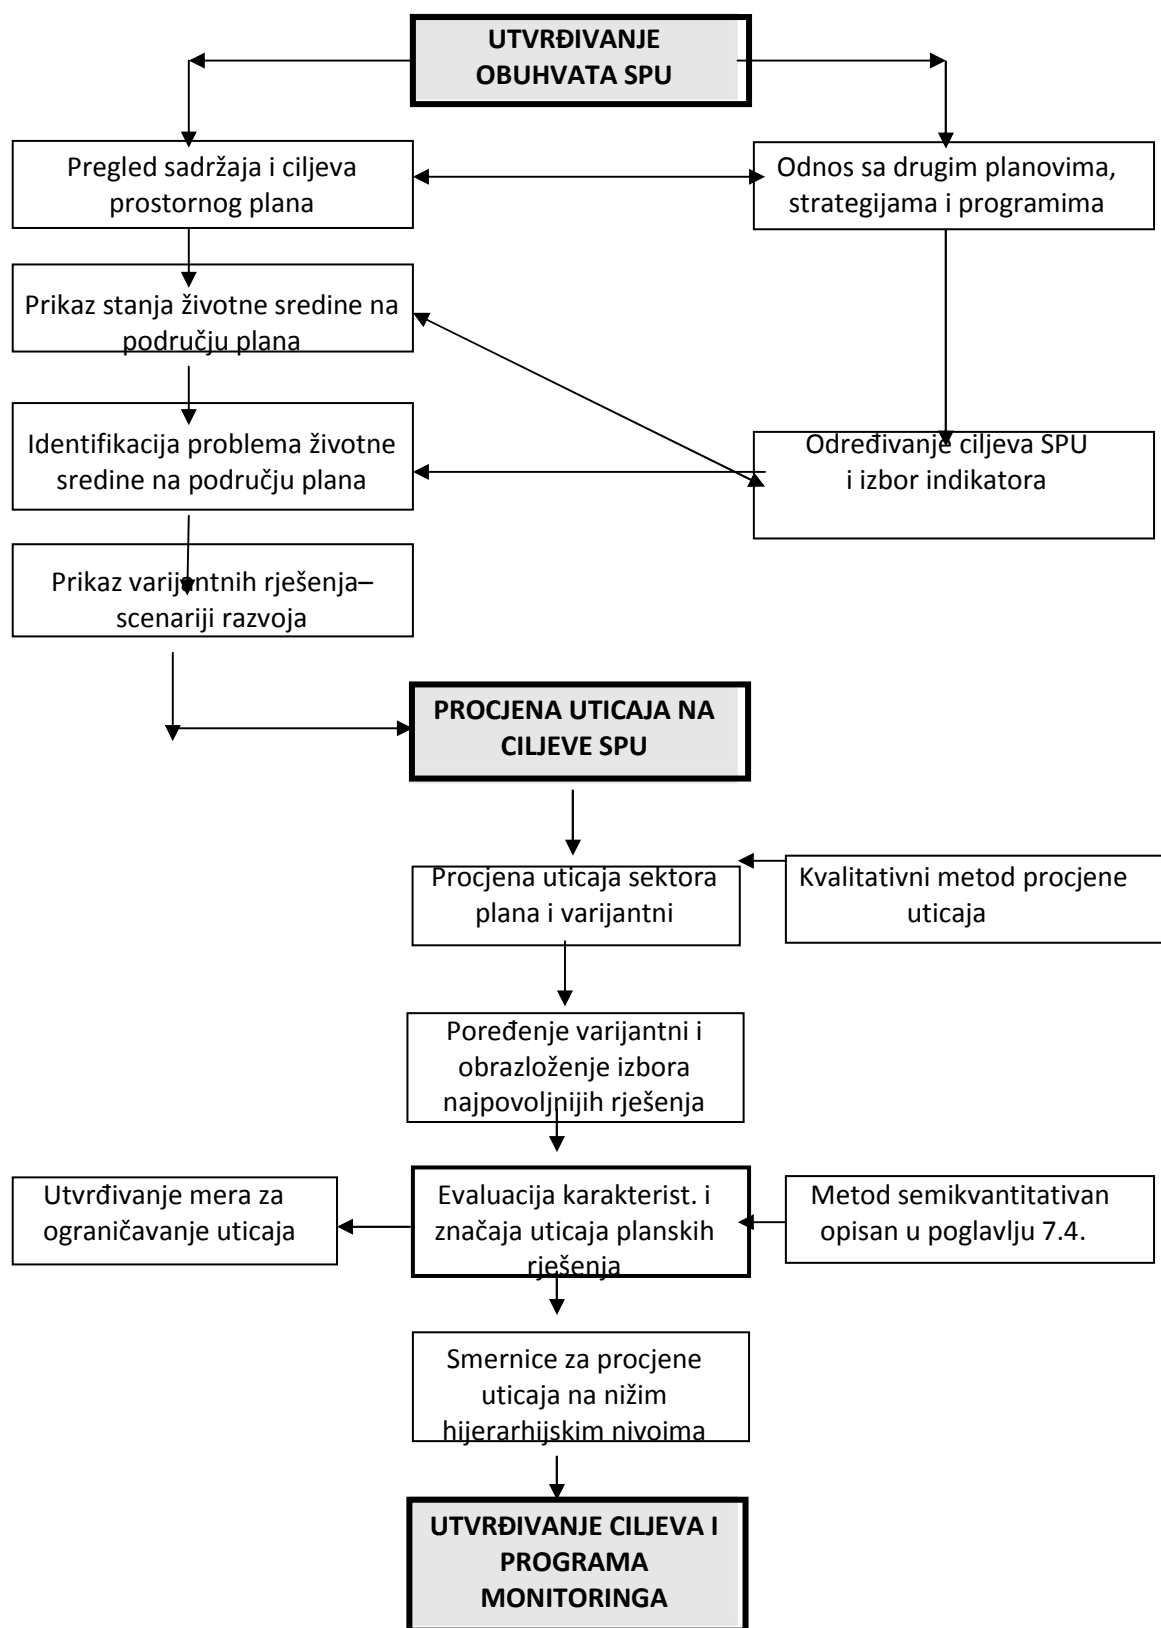 UTVRĐIVANJE
OBUHVATA SPU
Pregled sadržaja i ciljeva
prostornog plana
Odnos sa drugim planovima,
strategijama i programima
Prikaz stanja životne sredine na
području plana
Identifikacija problema životne
sredine na području plana
Određivanje ciljeva SPU
i izbor indikatora
Prikaz varijantnih rješenja–
scenariji razvoja
PROCJENA UTICAJA NA
CILJEVE SPU
Procjena uticaja sektora
plana i varijantni
Kvalitativni metod procjene
uticaja
Poređenje varijantni i
obrazloženje izbora
najpovoljnijih rješenja
Utvrđivanje mera za
ograničavanje uticaja
Evaluacija karakterist. i
značaja uticaja planskih
rješenja
Metod semikvantitativan
opisan u poglavlju 7.4.
Smernice za procjene
uticaja na nižim
hijerarhijskim nivoima
UTVRĐIVANJE CILJEVA I
PROGRAMA
MONITORINGA